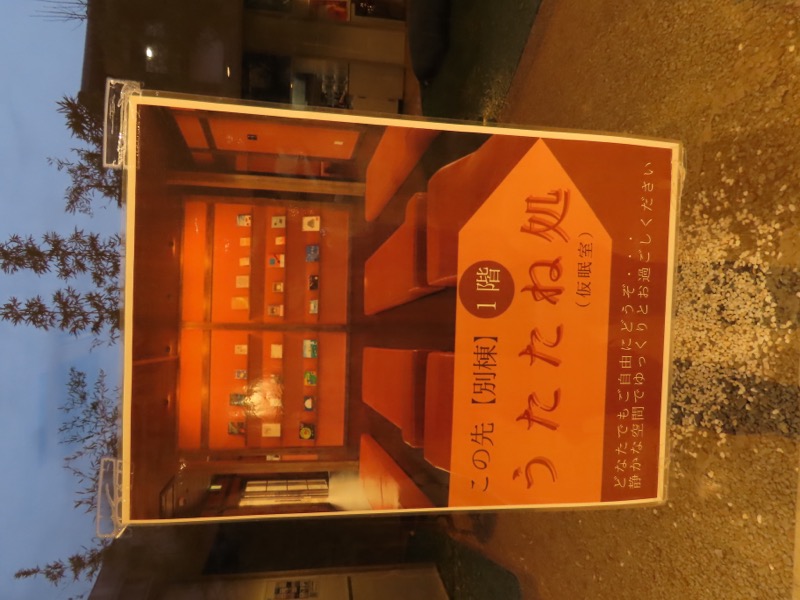 この先【別棟】1階
うたたね処
（仮眠室）
どなたでもご自由にどうぞ・・・
静かな空間でゆっくりとお過ごしください